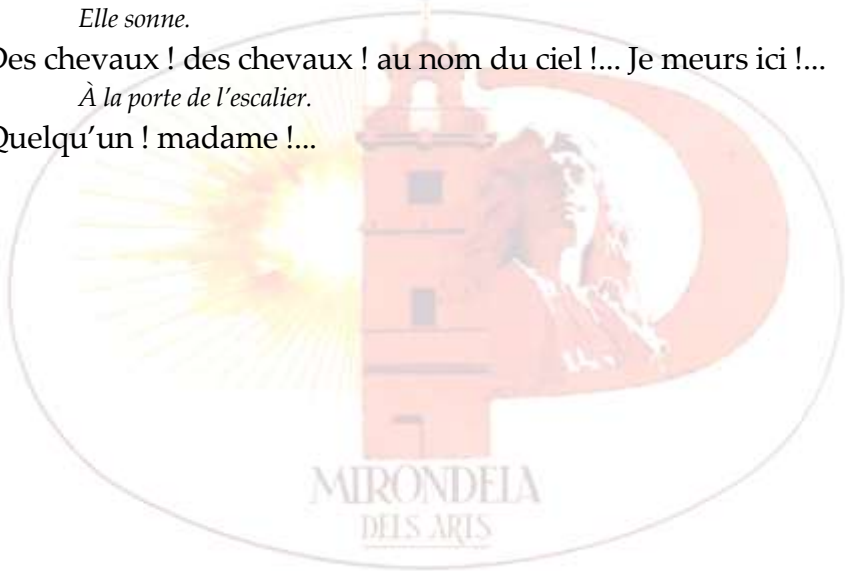 Elle sonne.
Des chevaux ! des chevaux ! au nom du ciel !... Je meurs ici !...
À la porte de l’escalier.
Quelqu’un ! madame !...
MIRONDELA
DELS ARTS